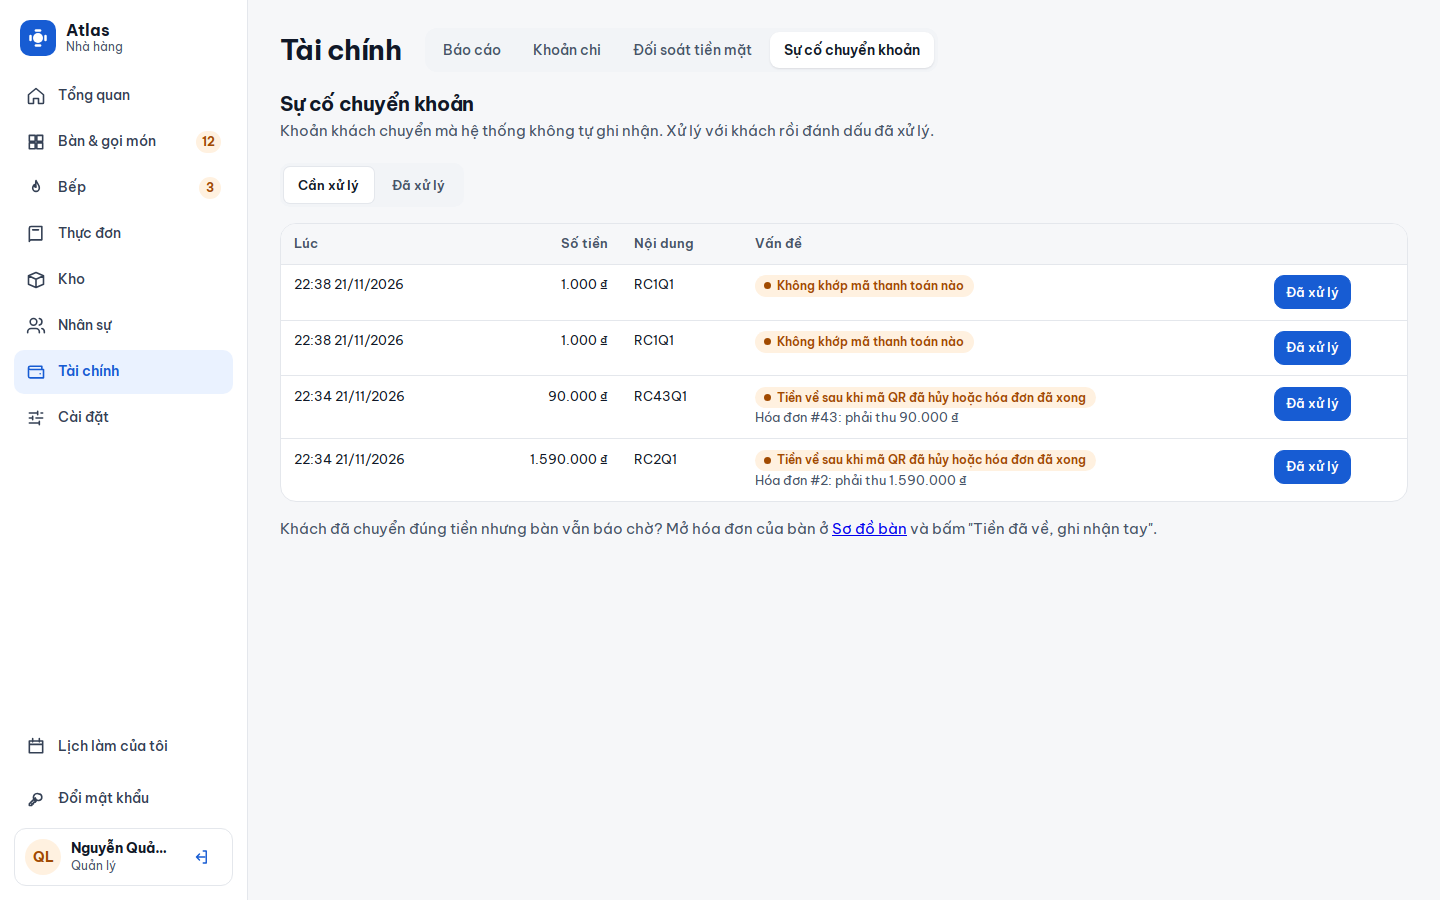 Atlas
Nhà hàng
Tổng quan
Bàn & gọi món 12
Bếp 3
Thực đơn
Kho
Nhân sự
Tài chính
Cài đặt
Lịch làm của tôi
Đổi mật khẩu
QL Nguyễn Quả...
Quản lý
Tài chính Báo cáo Khoản chi Đối soát tiền mặt Sự cố chuyển khoản
Sự cố chuyển khoản
Khoản khách chuyển mà hệ thống không tự ghi nhận. Xử lý với khách rồi đánh dấu đã xử lý.
Cần xử lý Đã xử lý
Lúc Số tiền Nội dung Vấn đề
22:38 21/11/2026 1.000 ₫ RC1Q1 Không khớp mã thanh toán nào Đã xử lý
22:38 21/11/2026 1.000 ₫ RC1Q1 Không khớp mã thanh toán nào Đã xử lý
22:34 21/11/2026 90.000 ₫ RC43Q1 Tiền về sau khi mã QR đã hủy hoặc hóa đơn đã xong Đã xử lý
Hóa đơn #43: phải thu 90.000 ₫
22:34 21/11/2026 1.590.000 ₫ RC2Q1 Tiền về sau khi mã QR đã hủy hoặc hóa đơn đã xong Đã xử lý
Hóa đơn #2: phải thu 1.590.000 ₫
Khách đã chuyển đúng tiền nhưng bàn vẫn báo chờ? Mở hóa đơn của bàn ở Sơ đồ bàn và bấm "Tiền đã về, ghi nhận tay".